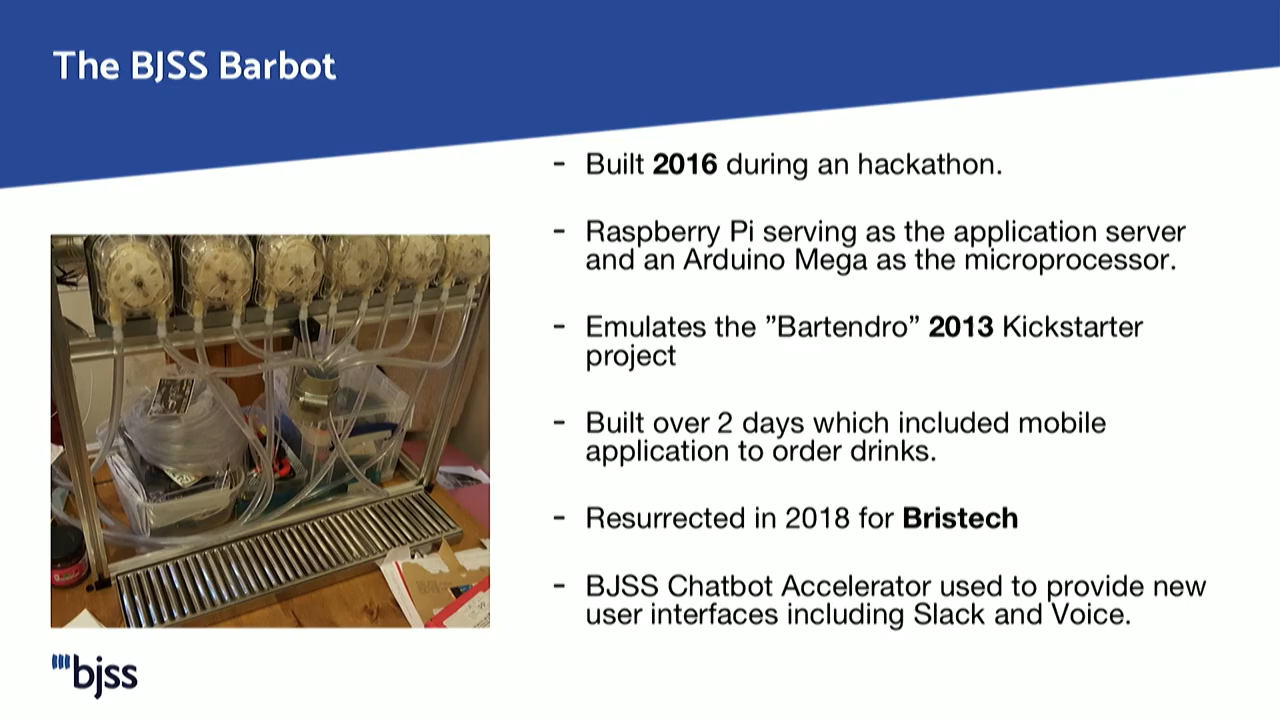 The BJSS Barbot
- Built 2016 during an hackathon.
- Raspberry Pi serving as the application server
and an Arduino Mega as the microprocessor.
- Emulates the ”Bartendro” 2013 Kickstarter
project
- Built over 2 days which included mobile
application to order drinks.
- Resurrected in 2018 for Bristech
- BJSS Chatbot Accelerator used to provide new
user interfaces including Slack and Voice.
bjss